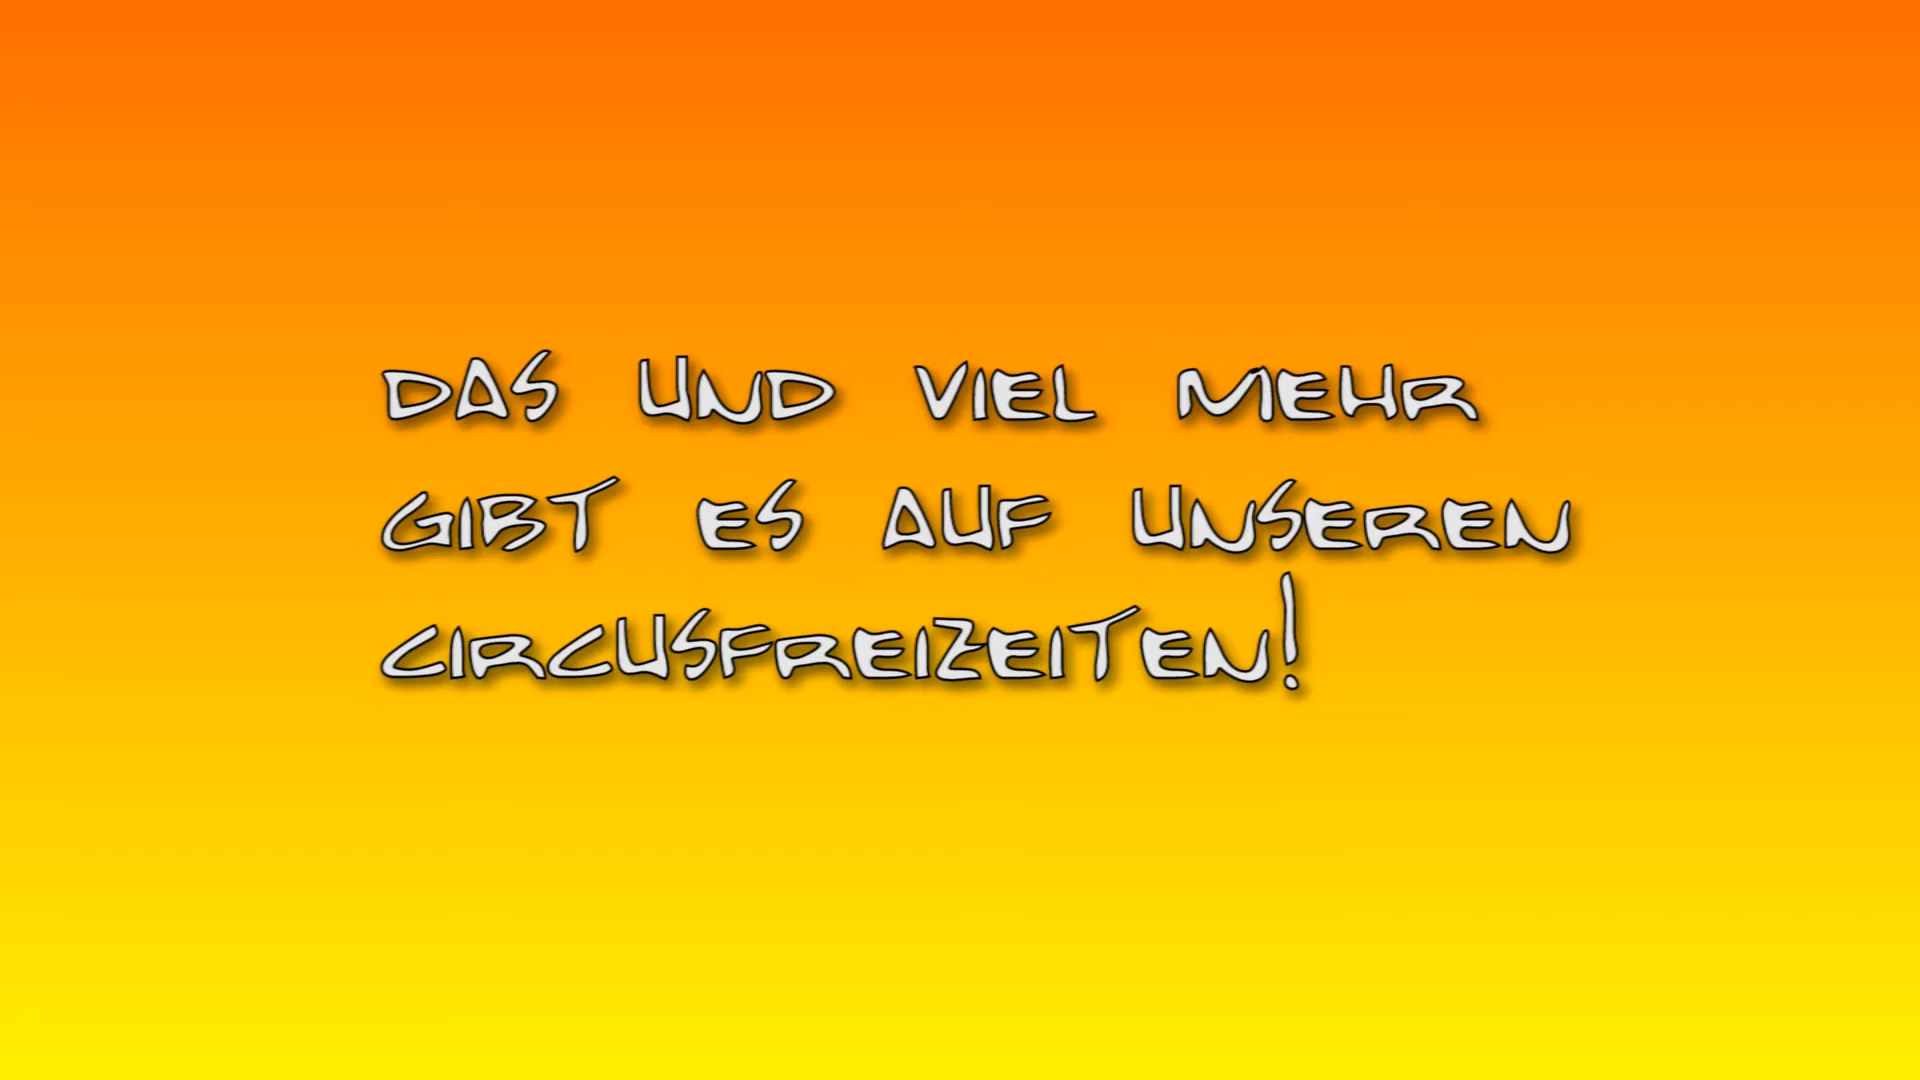 DAS UND VIEL MEHR
GIBT ES AUF UNSEREN
CIRCUSFREIZEITEN!